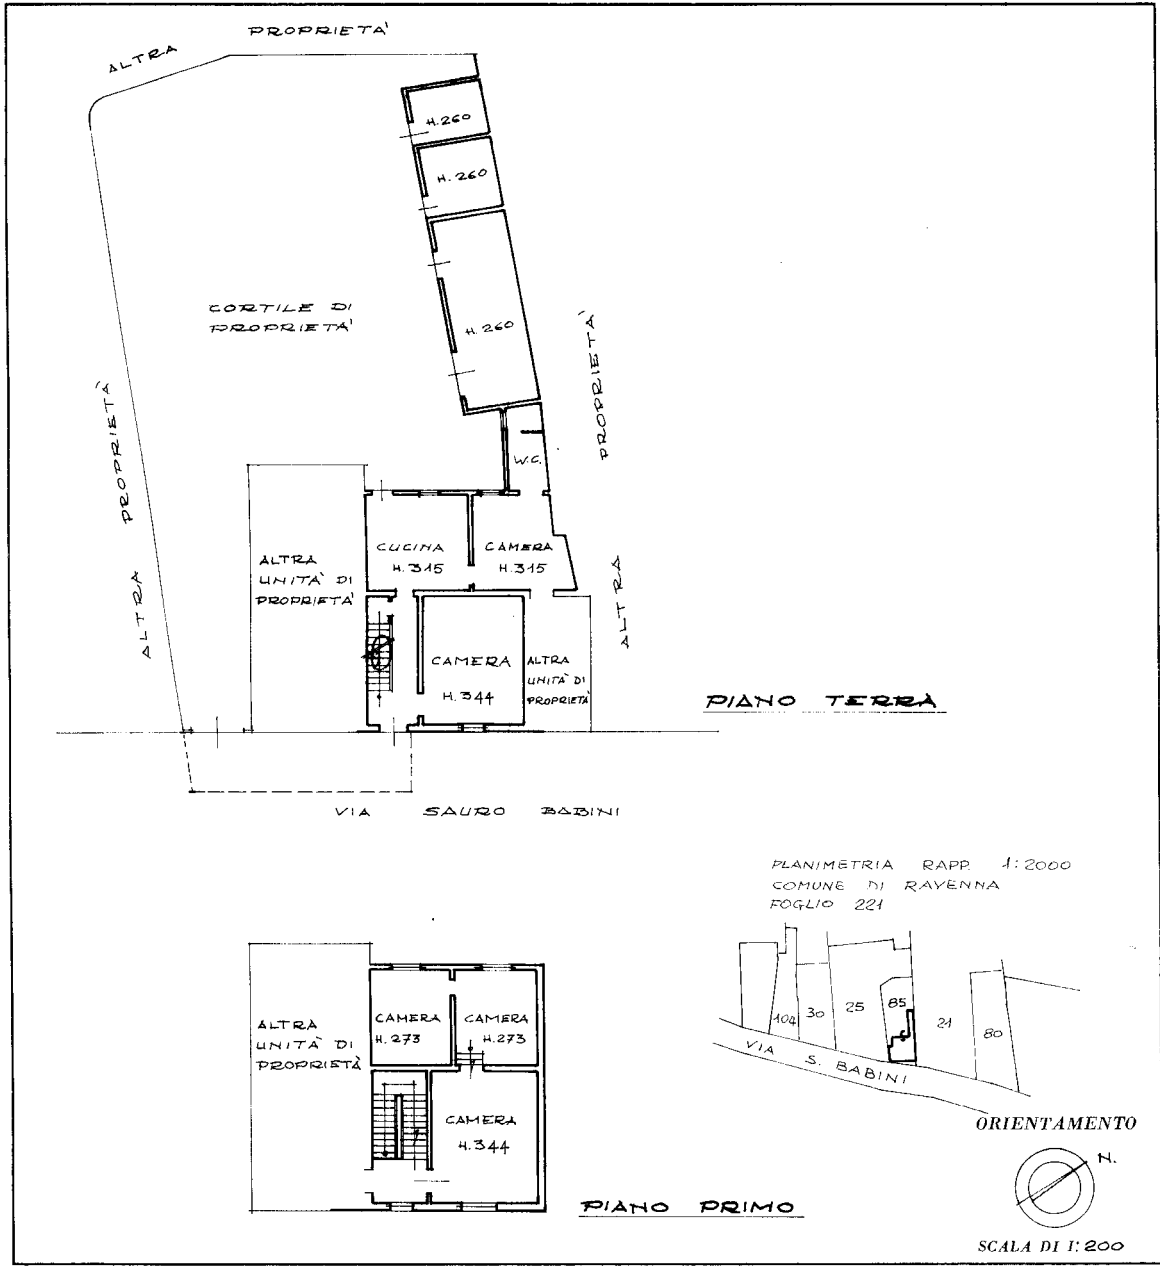 ALTRA PROPRIETA'
H.260
H.260
H.260
CORTILE DI
PROPRIETA'
ALTRA PROPRIETÀ
ALTRA PROPRIETÀ
W.C.
CUCINA
H.315
CAMERA
H.315
ALTRA
UNITA' DI
PROPRIETA'
CAMERA
H.344
ALTRA
UNITA' DI
PROPRIETA'
PIANO TERRA
VIA SAURO BABINI
PLANIMETRIA RAPP. 1:2000
COMUNE DI RAVENNA
FOGLIO 221
104
30
25
85
21
80
VIA S. BABINI
ORIENTAMENTO
N.
SCALA DI 1:200
ALTRA
UNITA' DI
PROPRIETÀ
CAMERA
H.273
CAMERA
H.273
CAMERA
H.344
PIANO PRIMO